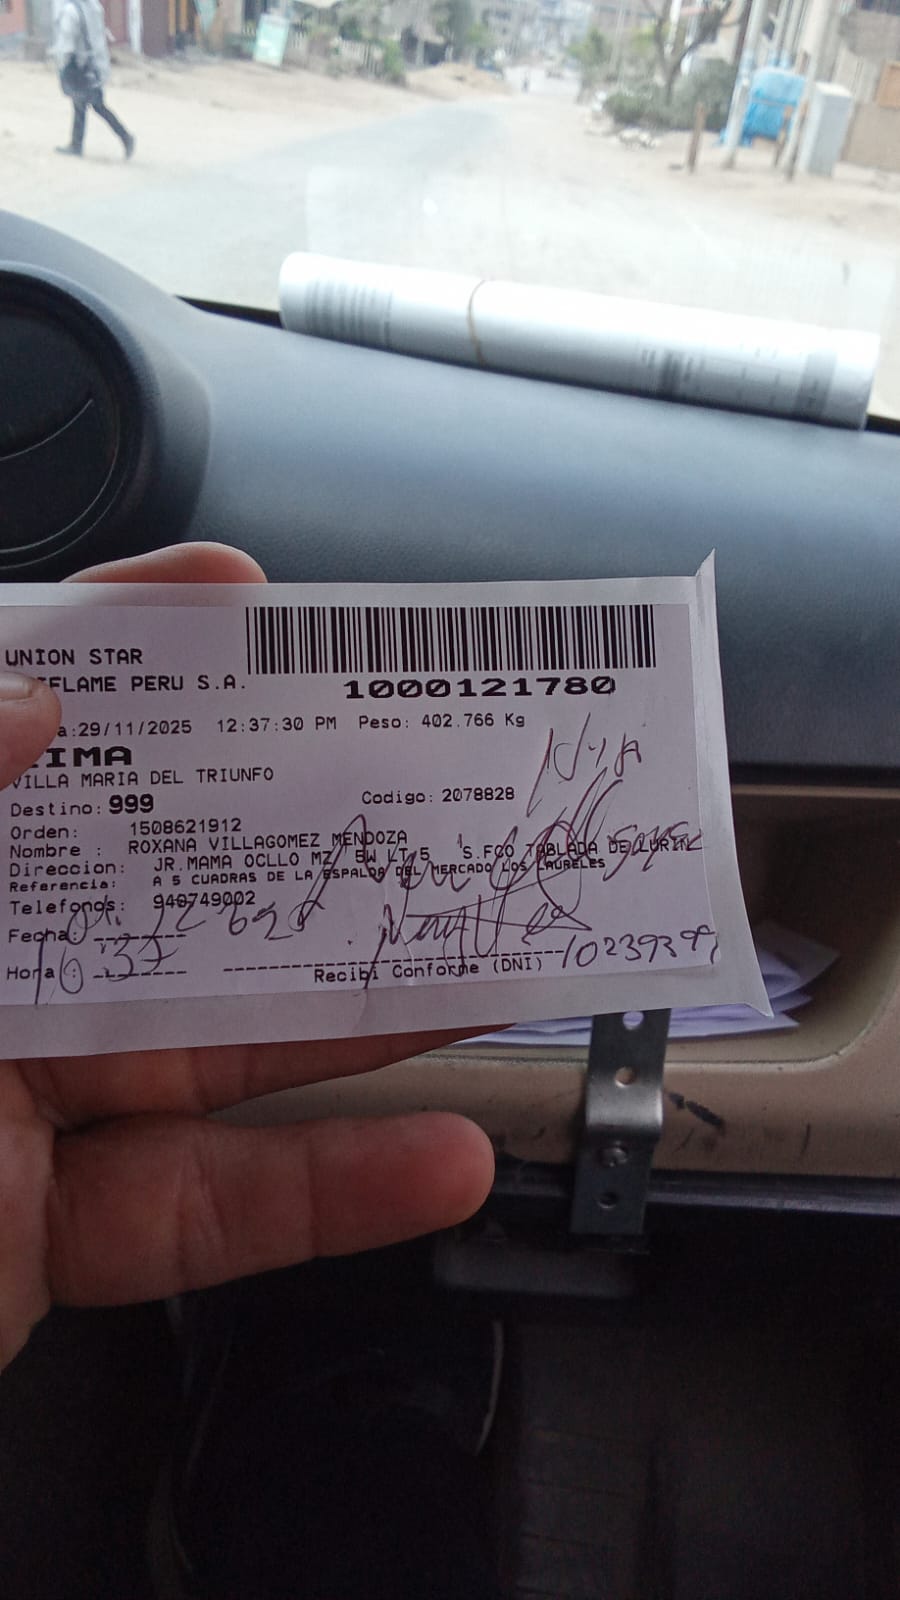 UNION STAR
FLAME PERU S.A.
1000121780
a:29/11/2025 12:37:30 PM Peso: 402.766 Kg
IMA
VILLA MARIA DEL TRIUNFO
Destino: 999 Codigo: 2078828
Orden: 1508621912
Nombre : ROXANA VILLAGOMEZ MENDOZA
Direccion: JR.MAMA OCLLO MZ 5W LT 5 S.FCO TABLADA DE LURIN
Referencia: A 5 CUADRAS DE LA ESPALDA DEL MERCADO LOS LAURELES
Telefonos: 940749002
Fecha:
Hora :
Recibi Conforme (DNI) 10239399